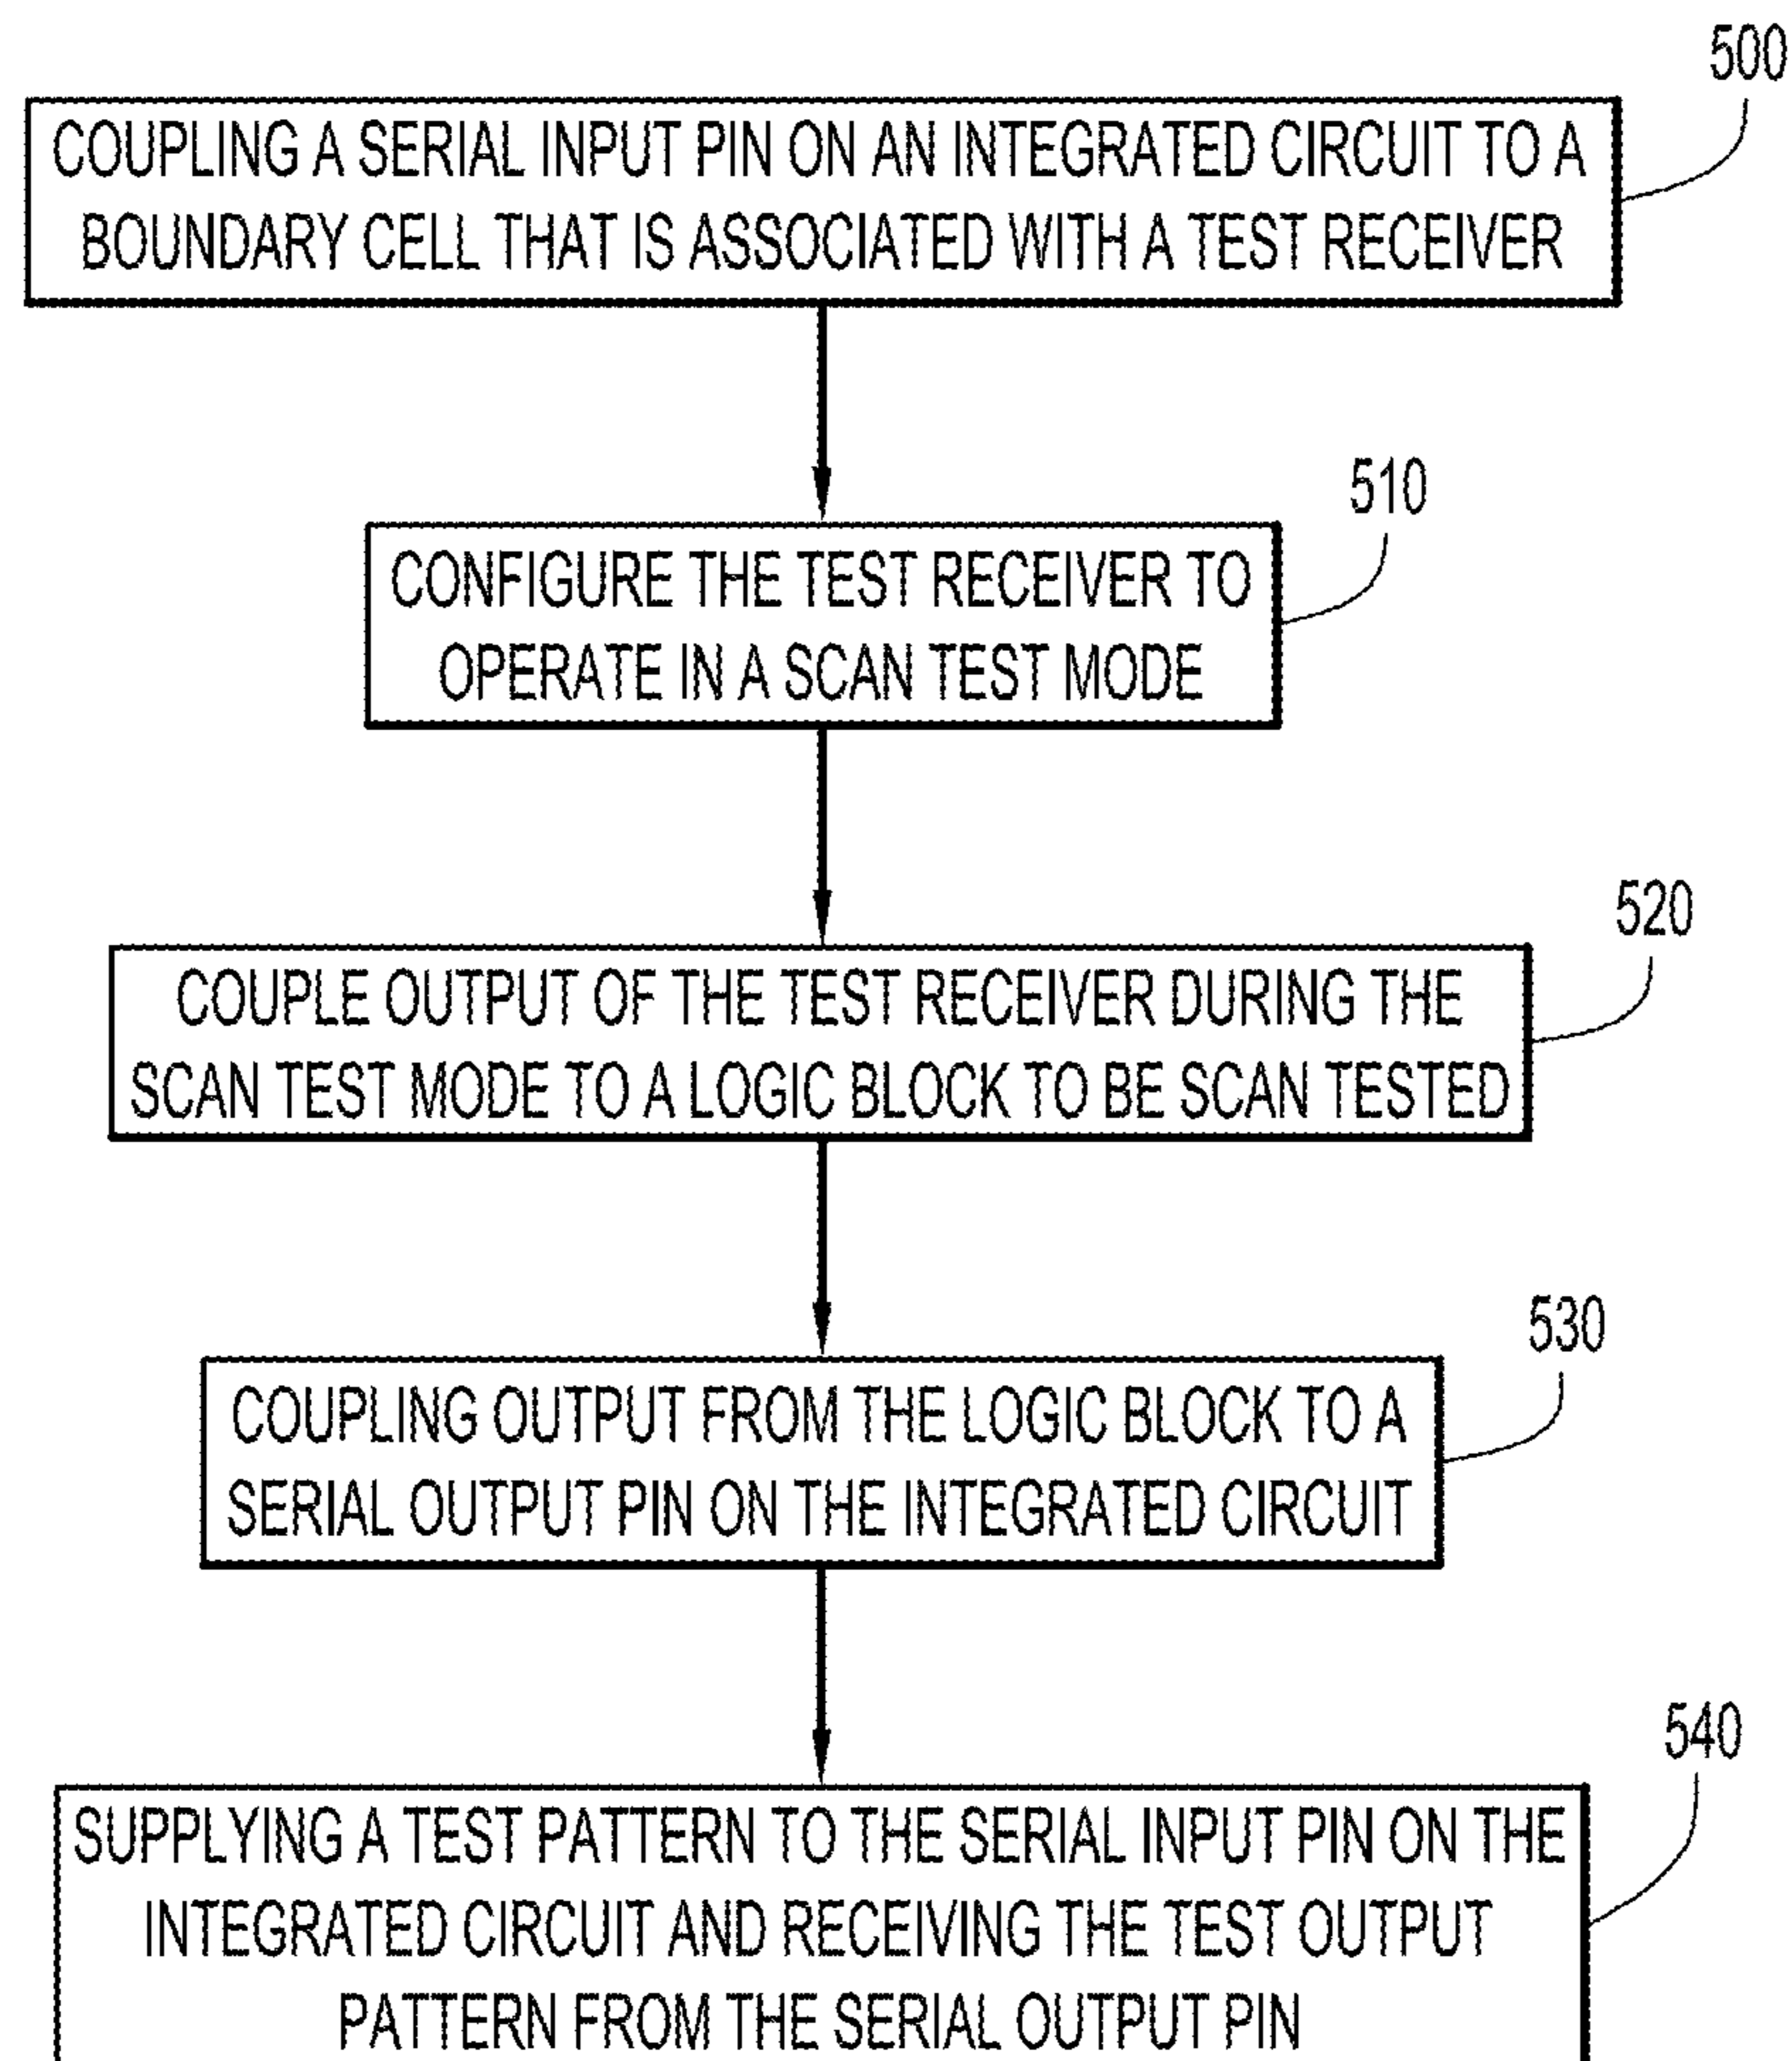 500
COUPLING A SERIAL INPUT PIN ON AN INTEGRATED CIRCUIT TO A
BOUNDARY CELL THAT IS ASSOCIATED WITH A TEST RECEIVER
510
CONFIGURE THE TEST RECEIVER TO
OPERATE IN A SCAN TEST MODE
520
COUPLE OUTPUT OF THE TEST RECEIVER DURING THE
SCAN TEST MODE TO A LOGIC BLOCK TO BE SCAN TESTED
530
COUPLING OUTPUT FROM THE LOGIC BLOCK TO A
SERIAL OUTPUT PIN ON THE INTEGRATED CIRCUIT
540
SUPPLYING A TEST PATTERN TO THE SERIAL INPUT PIN ON THE
INTEGRATED CIRCUIT AND RECEIVING THE TEST OUTPUT
PATTERN FROM THE SERIAL OUTPUT PIN